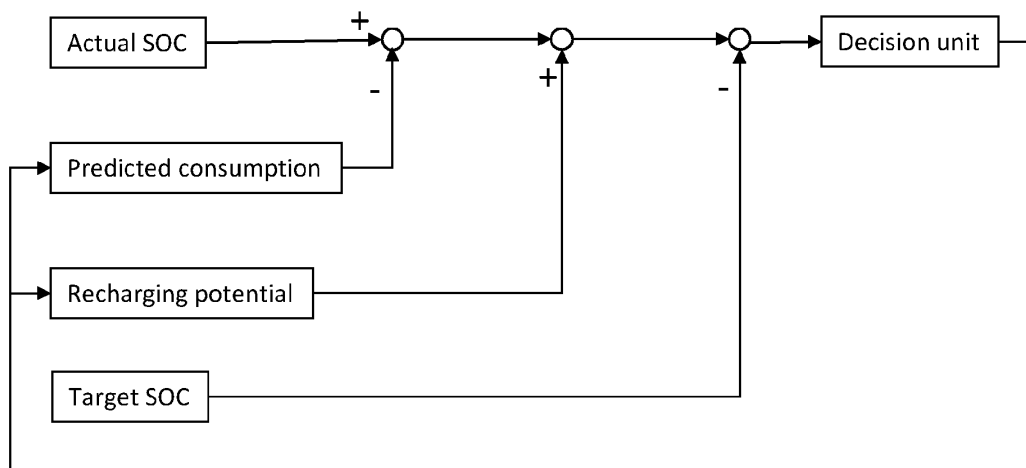 Actual SOC
+
Decision unit
-
+
-
Predicted consumption
Recharging potential
Target SOC